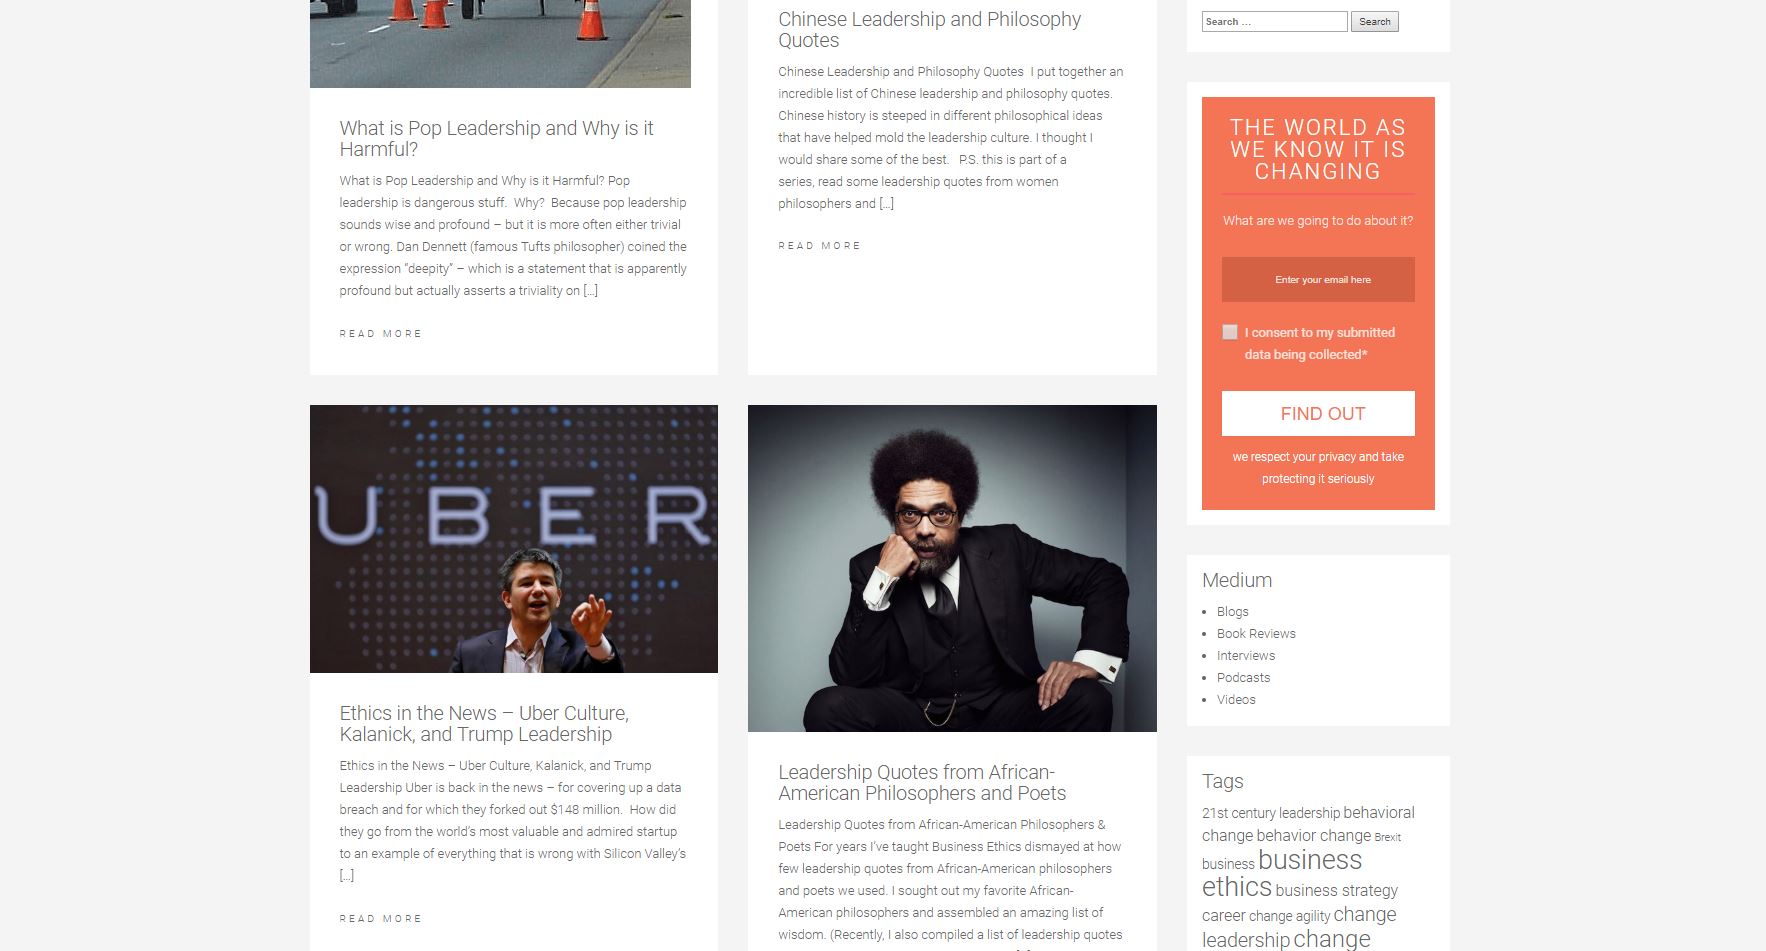 What is Pop Leadership and Why is it
Harmful?
What is Pop Leadership and Why is it Harmful? Pop
leadership is dangerous stuff.  Why?  Because pop leadership
sounds wise and profound – but it is more often either trivial
or wrong. Dan Dennett (famous Tufts philosopher) coined the
expression “deepity” – which is a statement that is apparently
profound but actually asserts a triviality on [...]
READ MORE
Chinese Leadership and Philosophy
Quotes
Chinese Leadership and Philosophy Quotes  I put together an
incredible list of Chinese leadership and philosophy quotes.
Chinese history is steeped in different philosophical ideas
that have helped mold the leadership culture. I thought I
would share some of the best.   P.S. this is part of a
series, read some leadership quotes from women
philosophers and [...]
READ MORE
UBER
Ethics in the News – Uber Culture,
Kalanick, and Trump Leadership
Ethics in the News – Uber Culture, Kalanick, and Trump
Leadership Uber is back in the news – for covering up a data
breach and for which they forked out $148 million.  How did
they go from the world’s most valuable and admired startup
to an example of everything that is wrong with Silicon Valley’s
[...]
READ MORE
Leadership Quotes from African-
American Philosophers and Poets
Leadership Quotes from African-American Philosophers &
Poets For years I’ve taught Business Ethics dismayed at how
few leadership quotes from African-American philosophers
and poets we used. I sought out my favorite African-
American philosophers and assembled an amazing list of
wisdom. (Recently, I also compiled a list of leadership quotes
Search ...
Search
THE WORLD AS
WE KNOW IT IS
CHANGING
What are we going to do about it?
Enter your email here
I consent to my submitted
data being collected*
FIND OUT
we respect your privacy and take
protecting it seriously
Medium
Blogs
Book Reviews
Interviews
Podcasts
Videos
Tags
21st century leadership behavioral
change behavior change Brexit
business business
ethics business strategy
career change agility change
leadership change